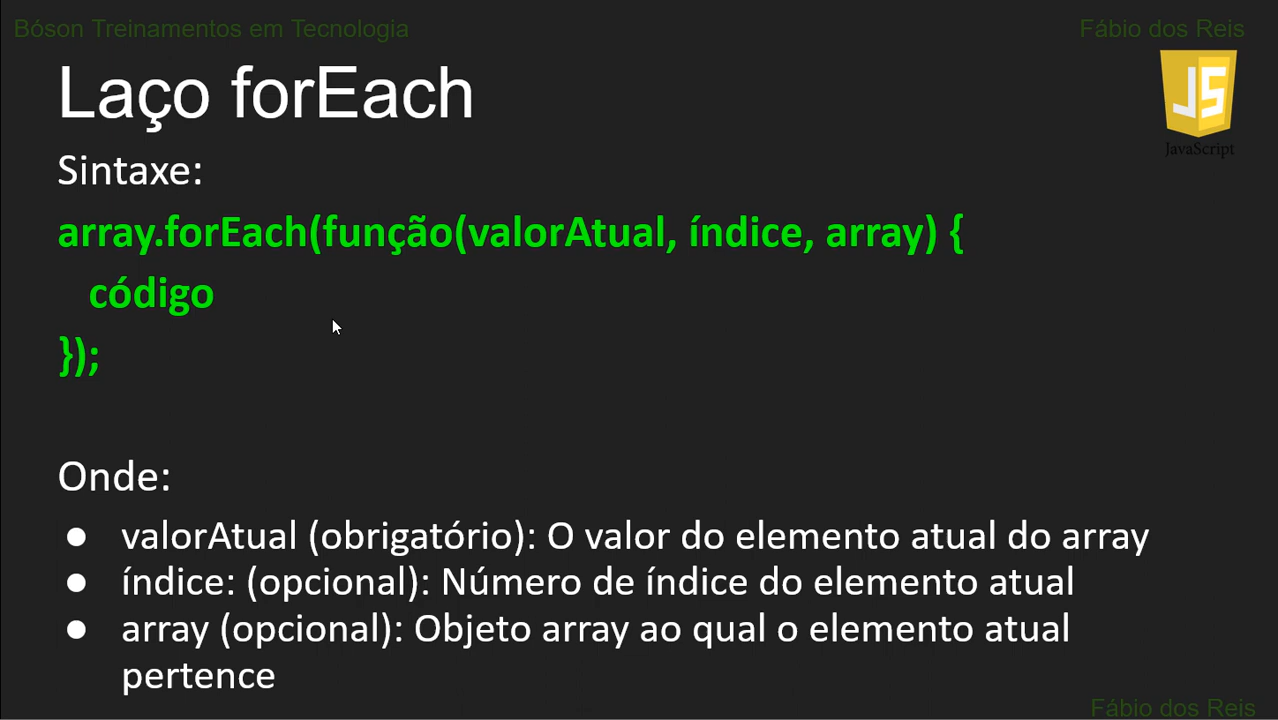 Bóson Treinamentos em Tecnologia
Fábio dos Reis
Laço forEach
JS
JavaScript
Sintaxe:
array.forEach(função(valorAtual, índice, array) {
código
});
Onde:
● valorAtual (obrigatório): O valor do elemento atual do array
● índice: (opcional): Número de índice do elemento atual
● array (opcional): Objeto array ao qual o elemento atual
pertence
Fábio dos Reis